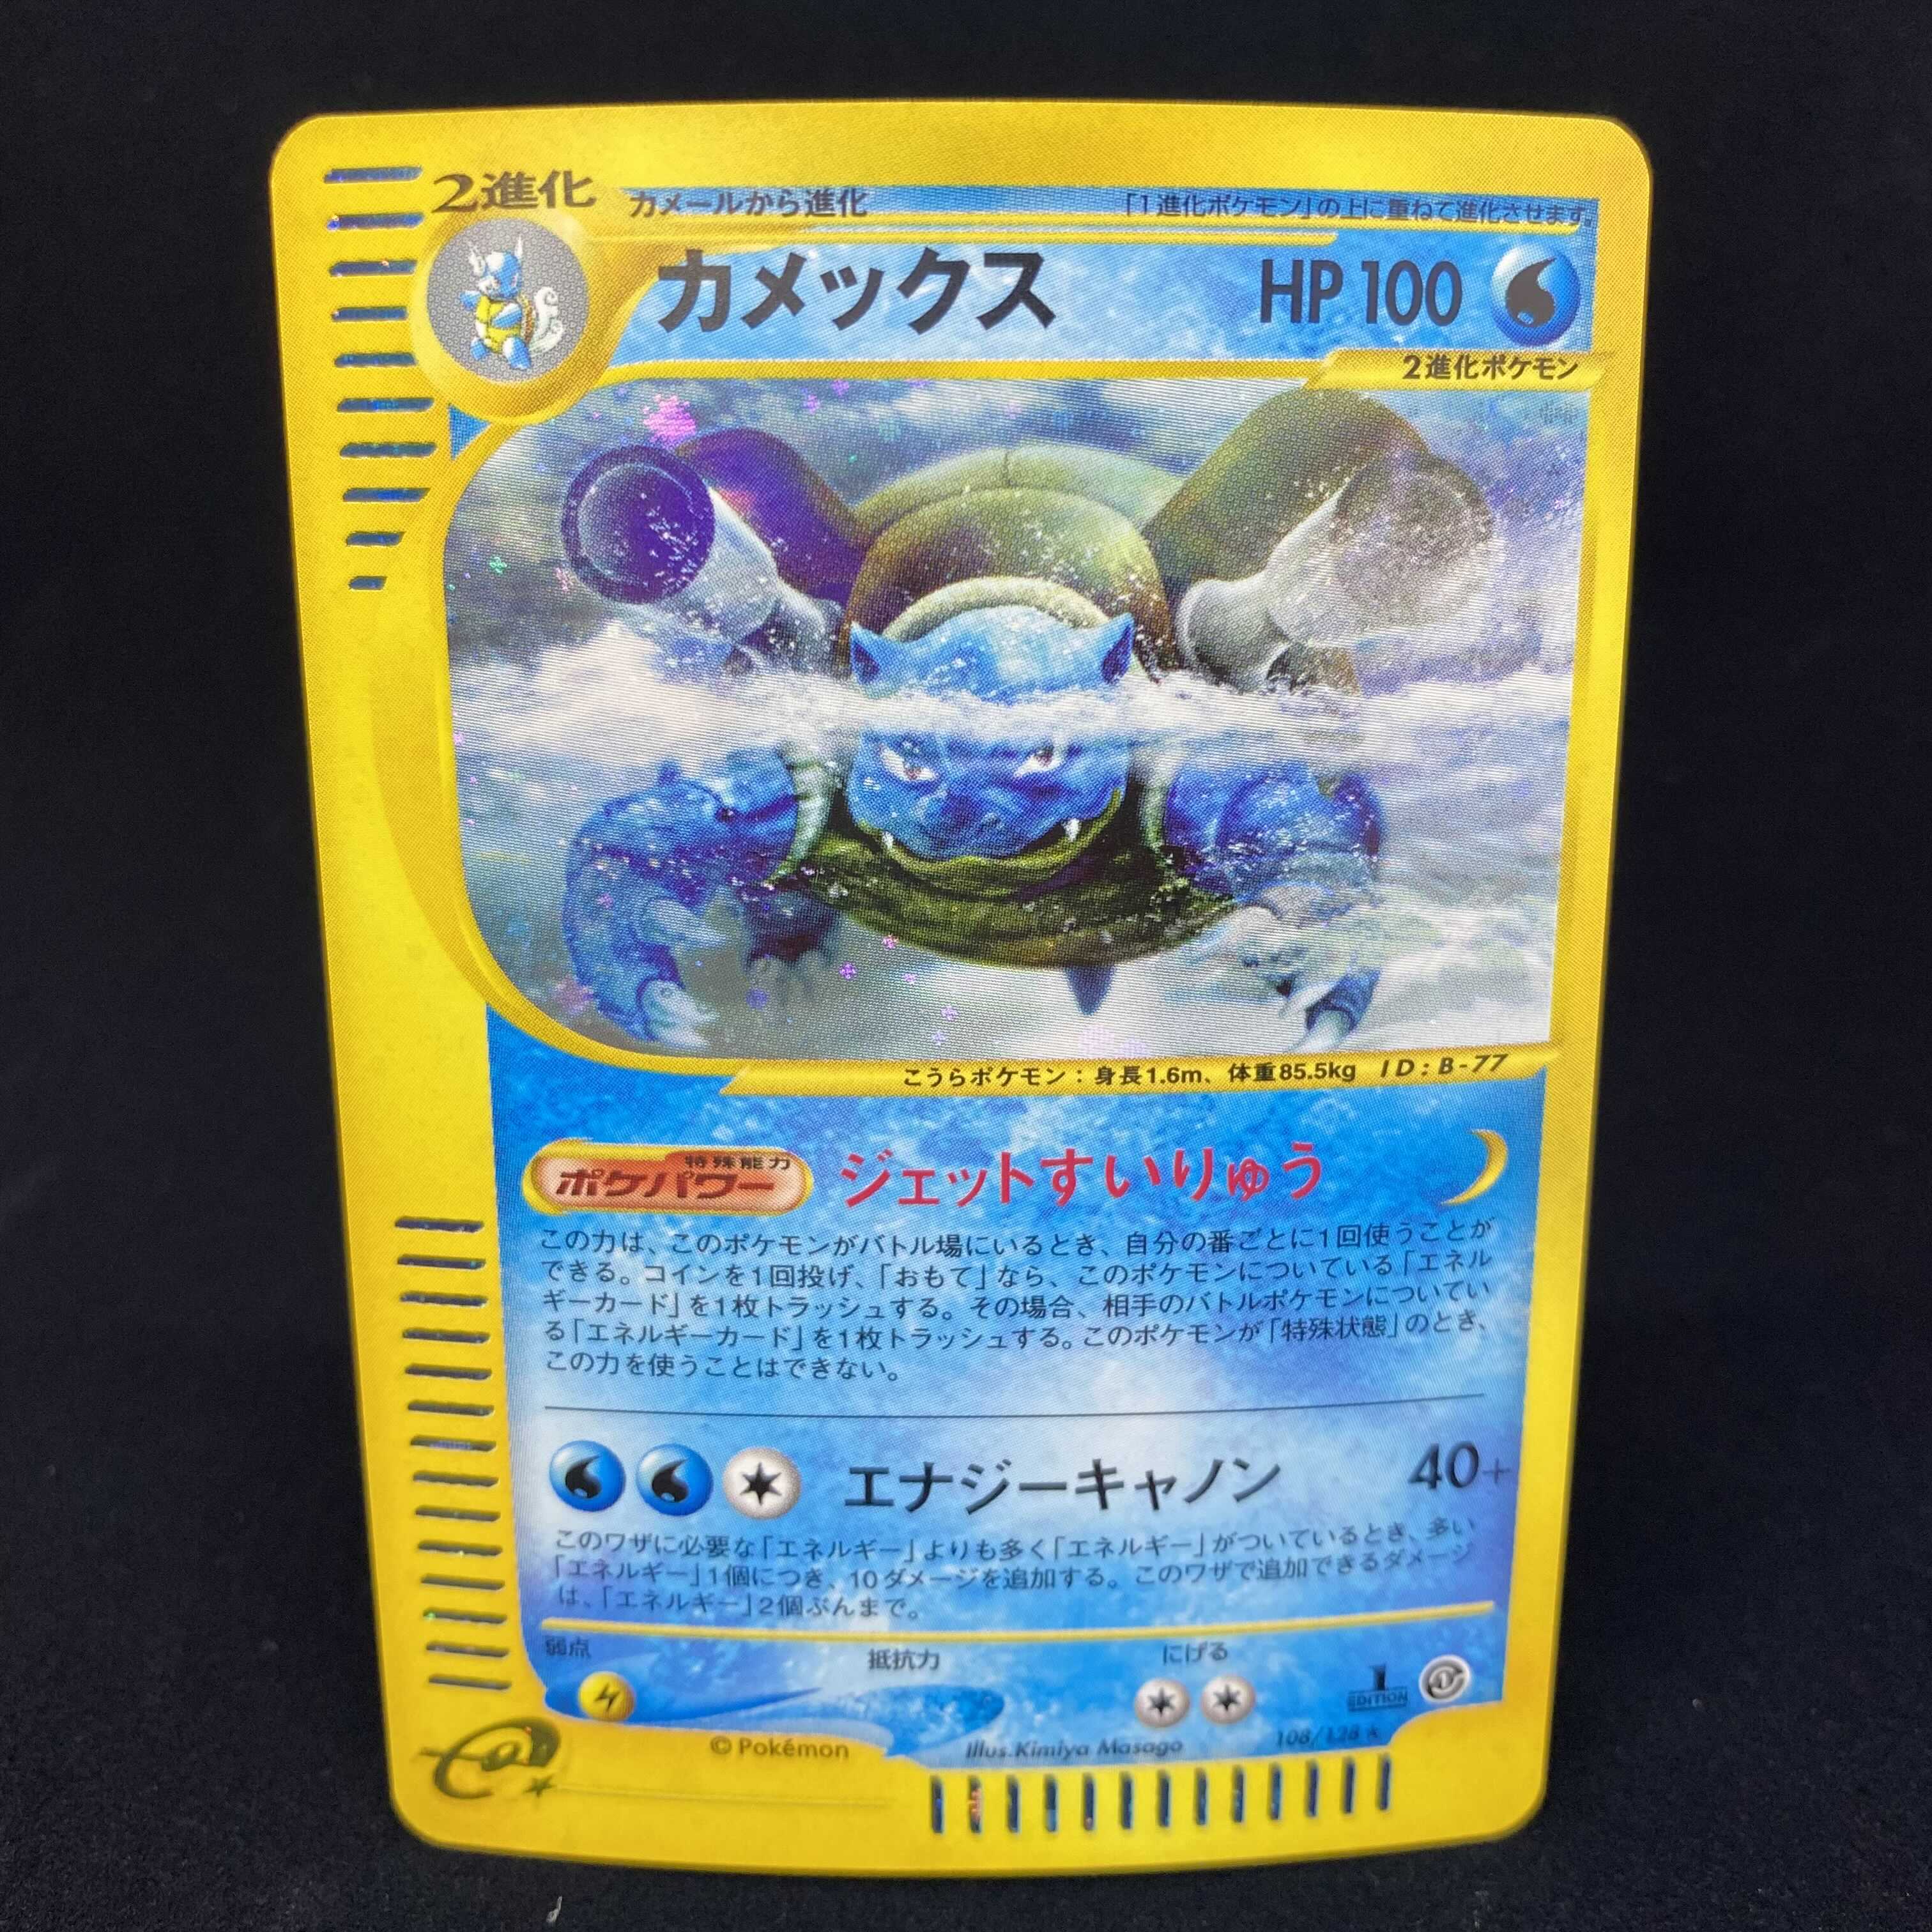 2進化
カメールから進化 「1進化ポケモン」の上に重ねて進化させます。
カメックス HP100
2進化ポケモン
こうらポケモン：身長1.6m、体重85.5kg ID:B-77
特殊能力
ポケパワー ジェットすいりゅう
この力は、このポケモンがバトル場にいるとき、自分の番ごとに1回使うことが
できる。コインを1回投げ、「おもて」なら、このポケモンについている「エネル
ギーカード」を1枚トラッシュする。その場合、相手のバトルポケモンについてい
る「エネルギーカード」を1枚トラッシュする。このポケモンが「特殊状態」のとき、
この力を使うことはできない。
エナジーキャノン 40+
このワザに必要な「エネルギー」よりも多く「エネルギー」がついているとき、多い
「エネルギー」1個につき、10ダメージを追加する。このワザで追加できるダメージ
は、「エネルギー」2個ぶんまで。
弱点 抵抗力 にげる
1 EDITION
©Pokémon Illus.Kimiya Masago 108/128 ★
e